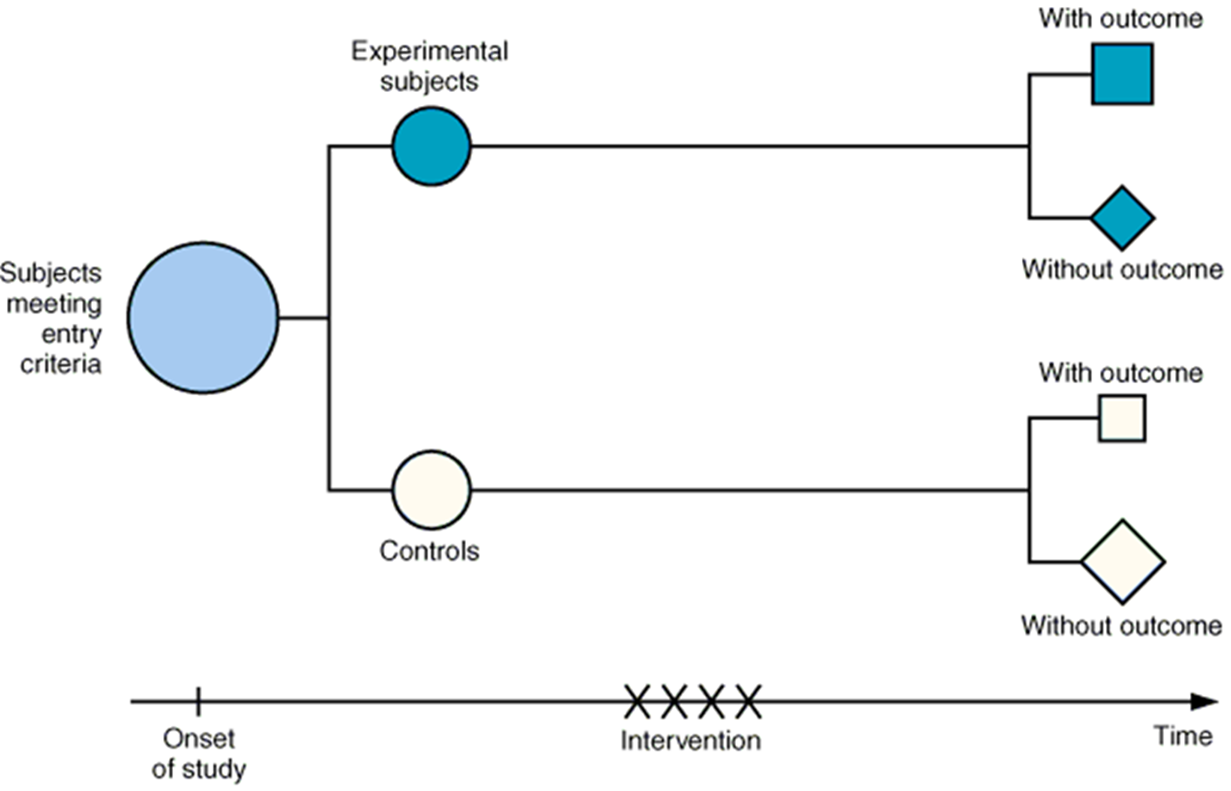 With outcome
Experimental
subjects
Without outcome
Subjects
meeting
entry
criteria
With outcome
Controls
Without outcome
Onset
of study
Intervention
Time